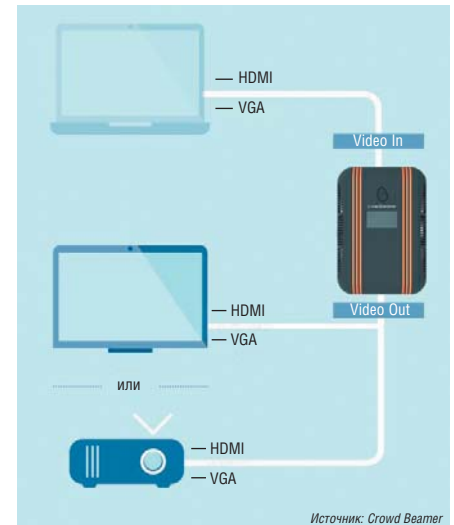 — HDMI
— VGA
Video In
Video Out
— HDMI
— VGA
или
— HDMI
— VGA
Источник: Crowd Beamer